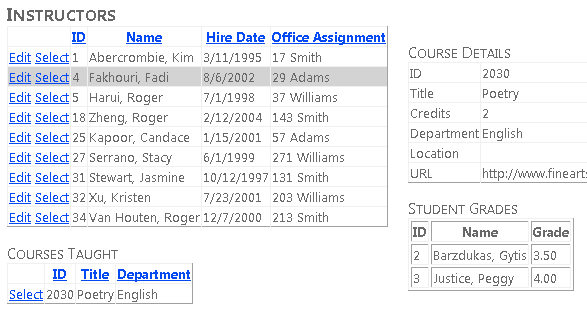 INSTRUCTORS
ID Name Hire Date Office Assignment
Edit Select 1 Abercrombie, Kim 3/11/1995 17 Smith
Edit Select 4 Fakhouri, Fadi 8/6/2002 29 Adams
Edit Select 5 Harui, Roger 7/1/1998 37 Williams
Edit Select 18 Zheng, Roger 2/12/2004 143 Smith
Edit Select 25 Kapoor, Candace 1/15/2001 57 Adams
Edit Select 27 Serrano, Stacy 6/1/1999 271 Williams
Edit Select 31 Stewart, Jasmine 10/12/1997 131 Smith
Edit Select 32 Xu, Kristen 7/23/2001 203 Williams
Edit Select 34 Van Houten, Roger 12/7/2000 213 Smith
COURSES TAUGHT
ID Title Department
Select 2030 Poetry English
COURSE DETAILS
ID 2030
Title Poetry
Credits 2
Department English
Location
URL http://www.finearts
STUDENT GRADES
ID Name Grade
2 Barzdukas, Gytis 3.50
3 Justice, Peggy 4.00